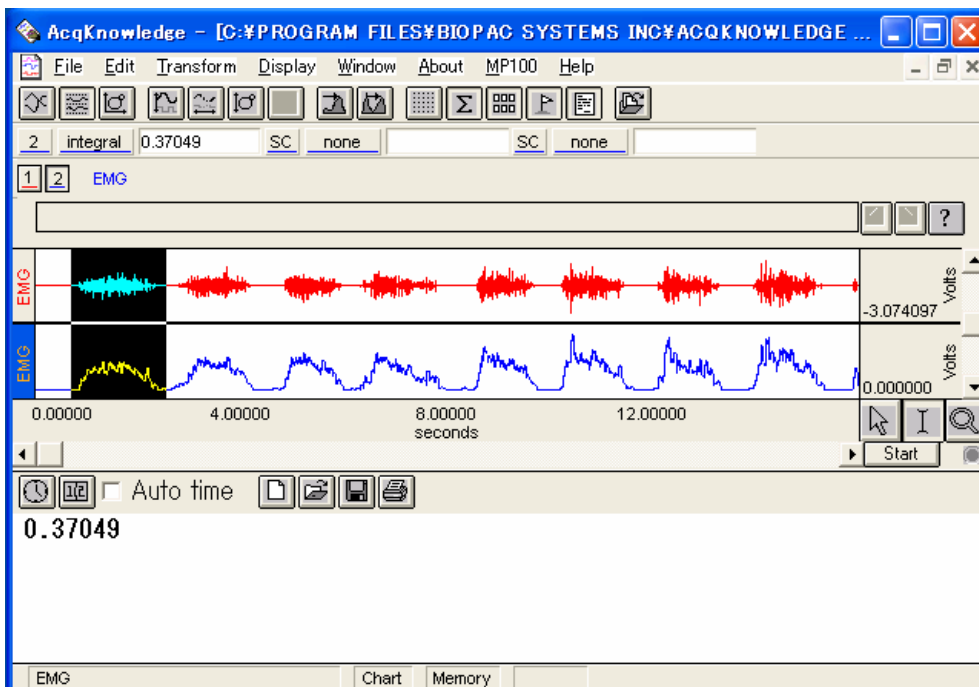 AcqKnowledge - [C:¥PROGRAM FILES¥BIOPAC SYSTEMS INC¥ACQKNOWLEDGE ...
File Edit Transform Display Window About MP100 Help
2 integral 0.37049 SC none SC none
1 2 EMG
?
EMG
-3.074097 Volts
EMG
0.000000 Volts
0.00000 4.00000 8.00000 12.00000
seconds
Start
Auto time
0.37049
EMG Chart Memory